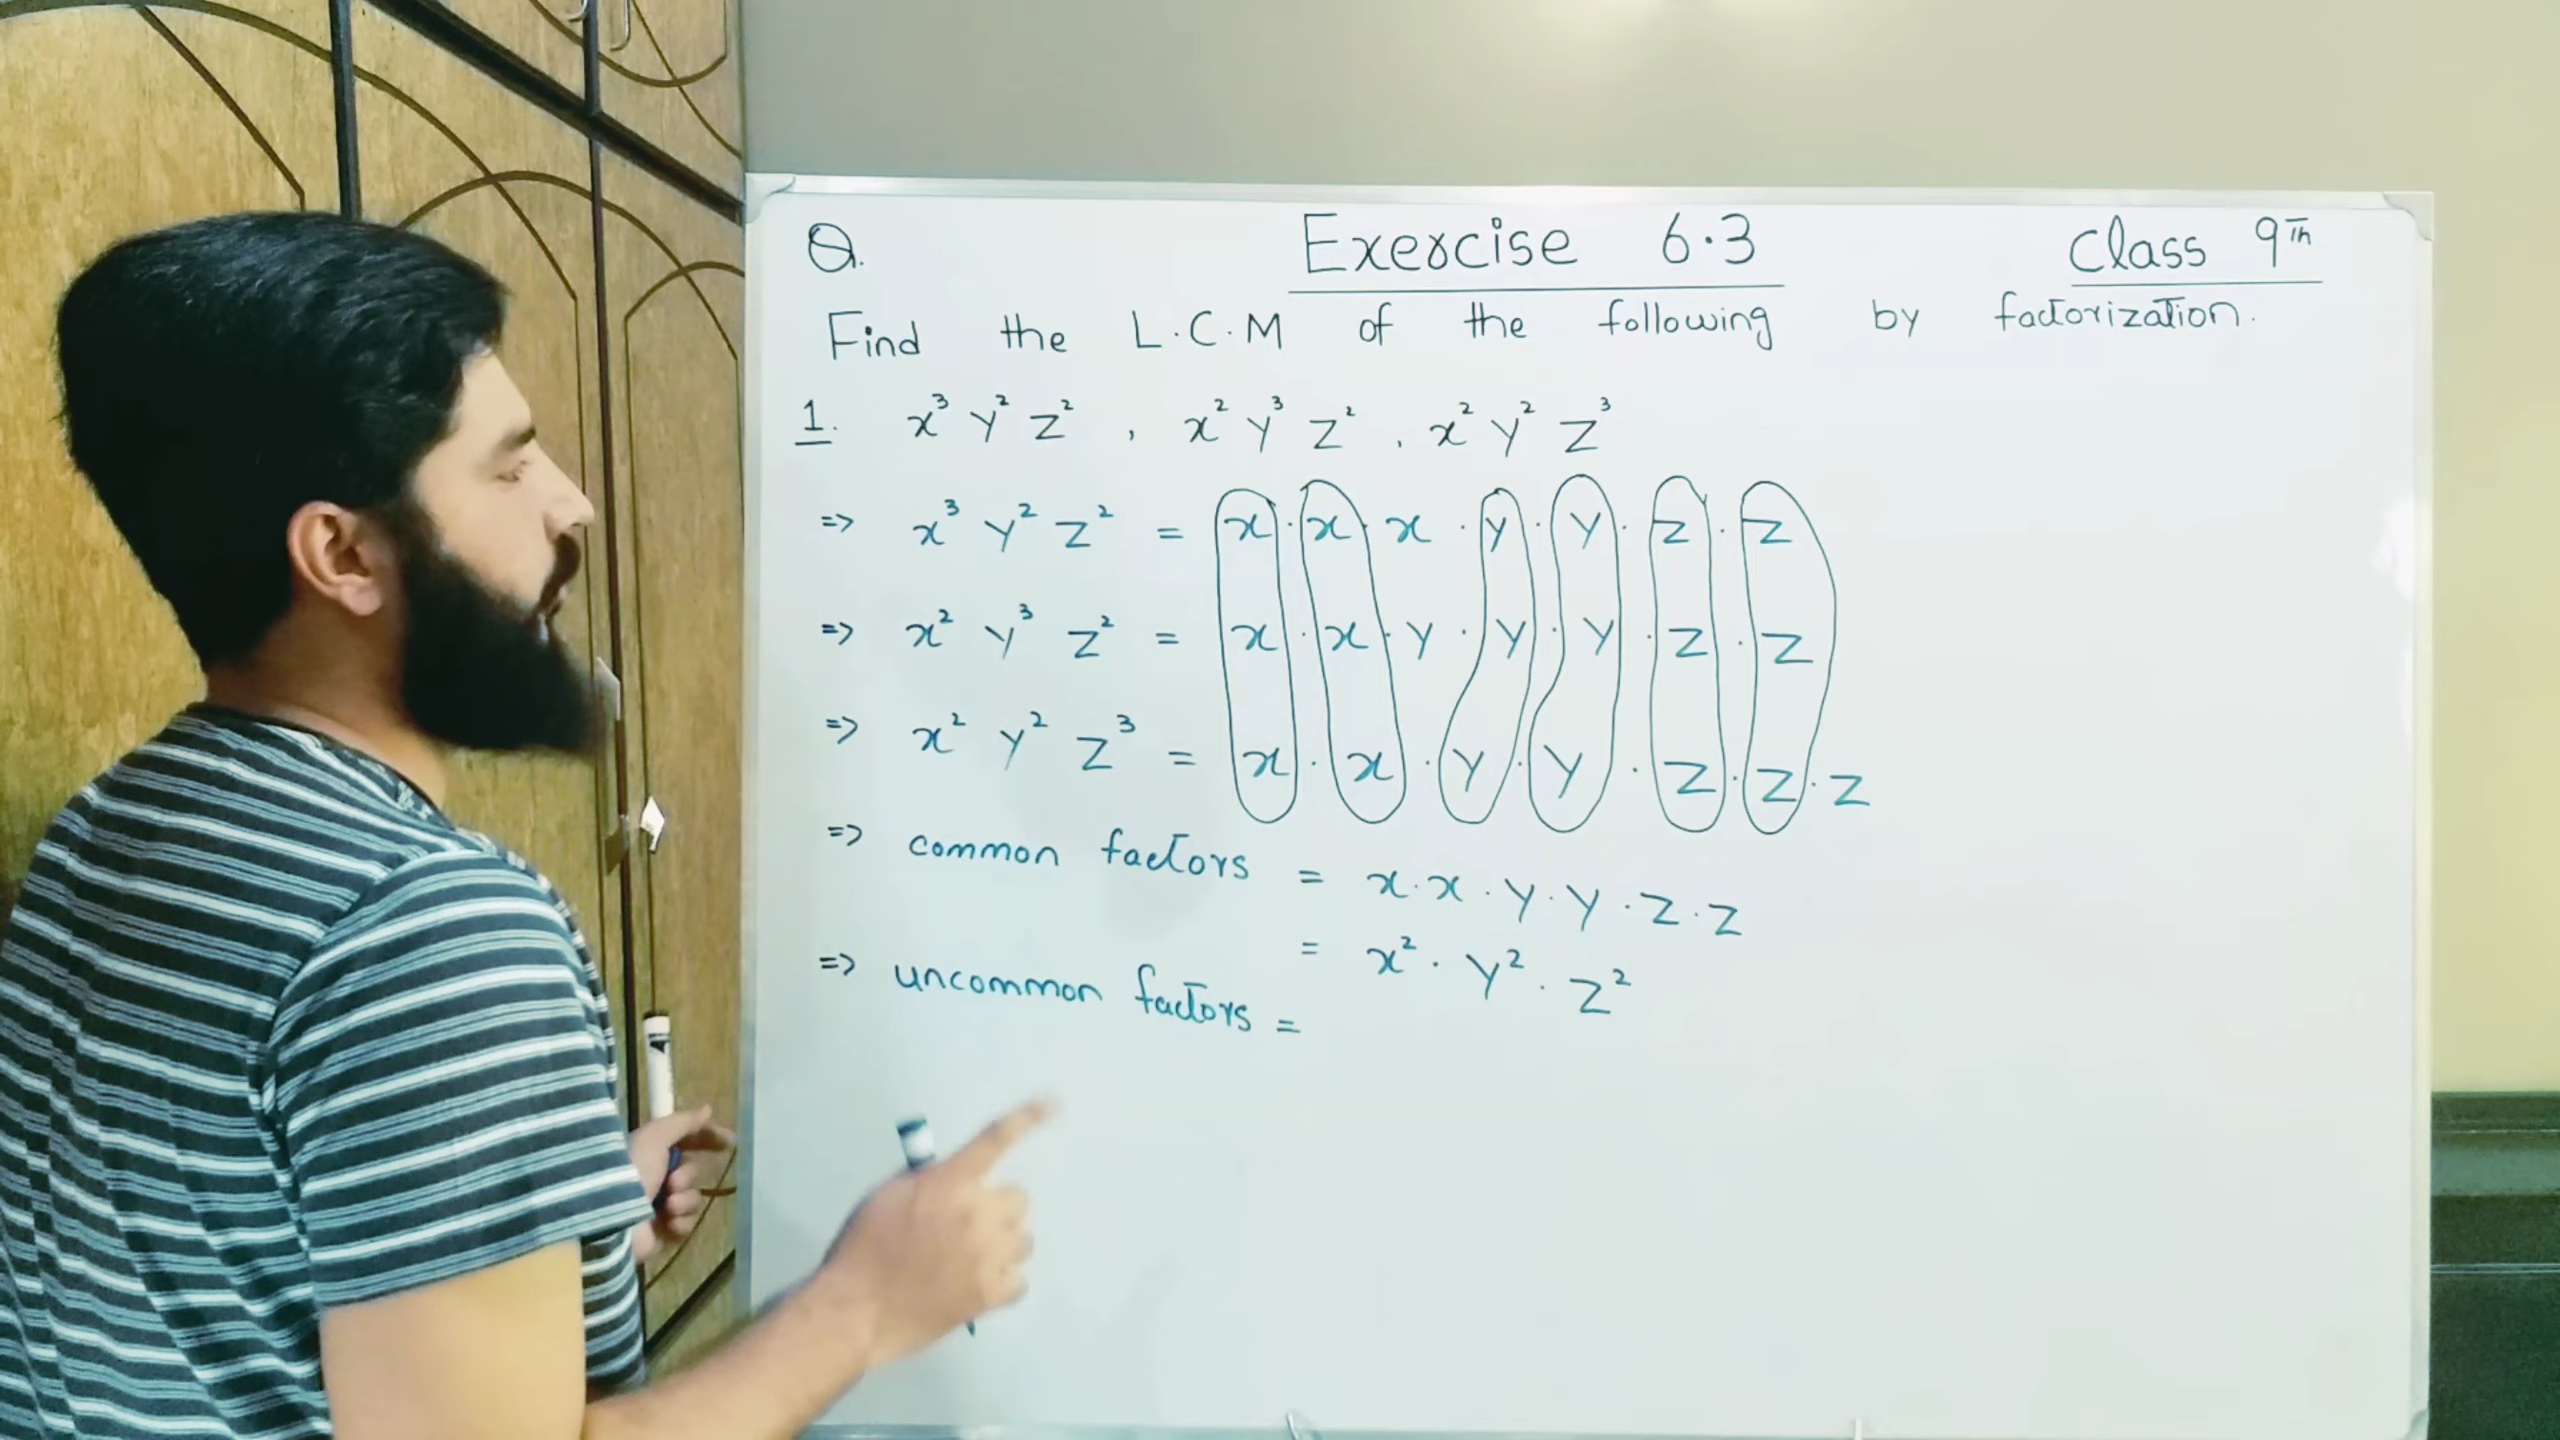 Q. Exercise 6.3 Class 9Th
Find the L.C.M of the following by factorization.
1. x³ y² z² , x² y³ z² , x² y² z³
=> x³ y² z² = x . x . x . y . y . z . z
=> x² y³ z² = x . x . y . y . y . z . z
=> x² y² z³ = x . x . y . y . z . z . z
=> common factors = x . x . y . y . z . z
= x² . y² . z²
=> uncommon factors =